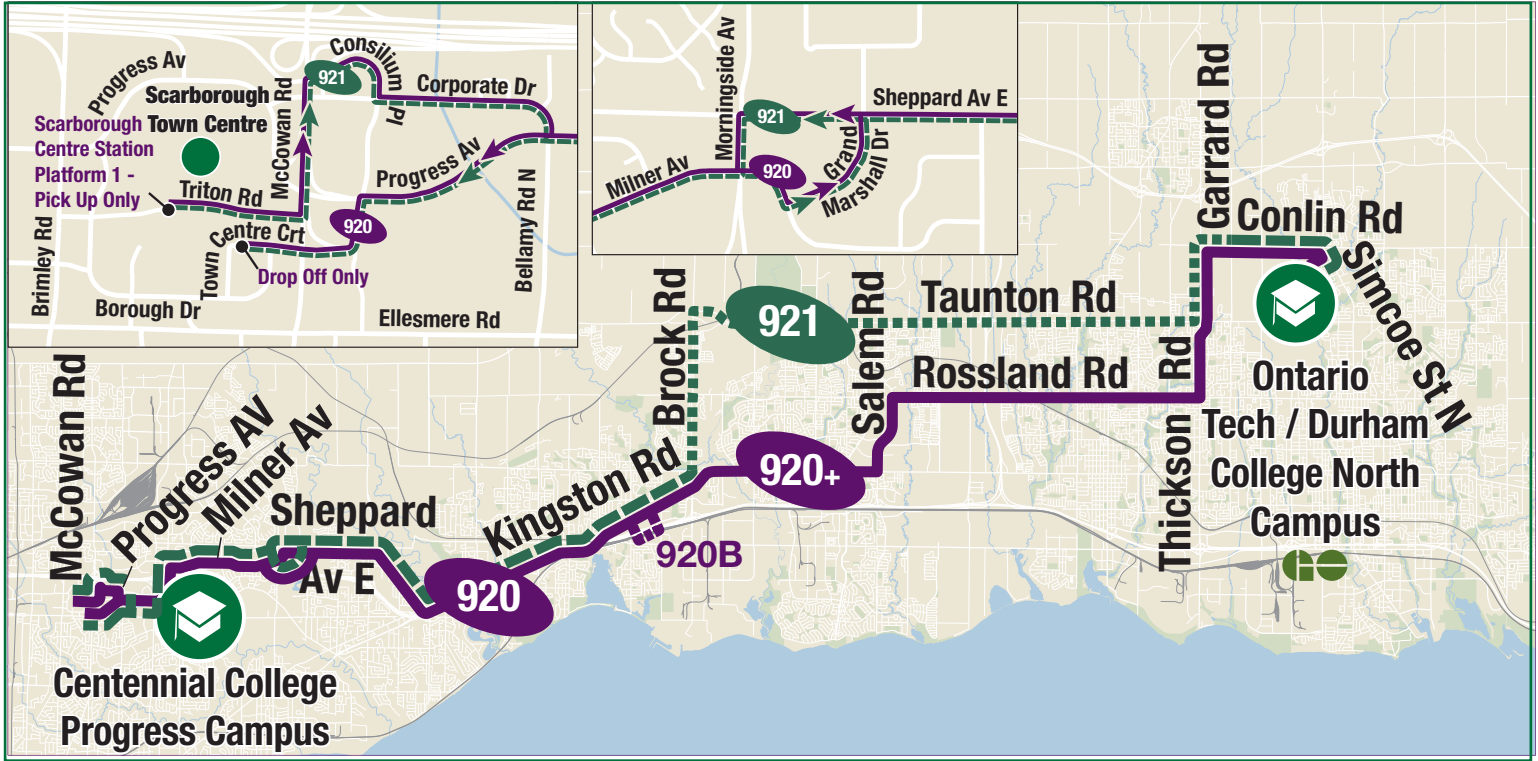 Progress Av
Scarborough
Town Centre
Scarborough
Centre Station
Platform 1 -
Pick Up Only
Triton Rd
McCowan Rd
921
Consilium Pl
Corporate Dr
Progress Av
920
Town Centre Crt
Drop Off Only
Brimley Rd
Borough Dr
Ellesmere Rd
Bellamy Rd N
Morningside Av
921
Sheppard Av E
Milner Av
920
Grand
Marshall Dr
Garrard Rd
Conlin Rd
Simcoe St N
Brock Rd
921
Salem Rd
Taunton Rd
Rossland Rd
Thickson Rd
Ontario
Tech / Durham
College North
Campus
GO
McCowan Rd
Progress AV
Milner Av
Sheppard
Av E
Kingston Rd
920+
920B
920
Centennial College
Progress Campus